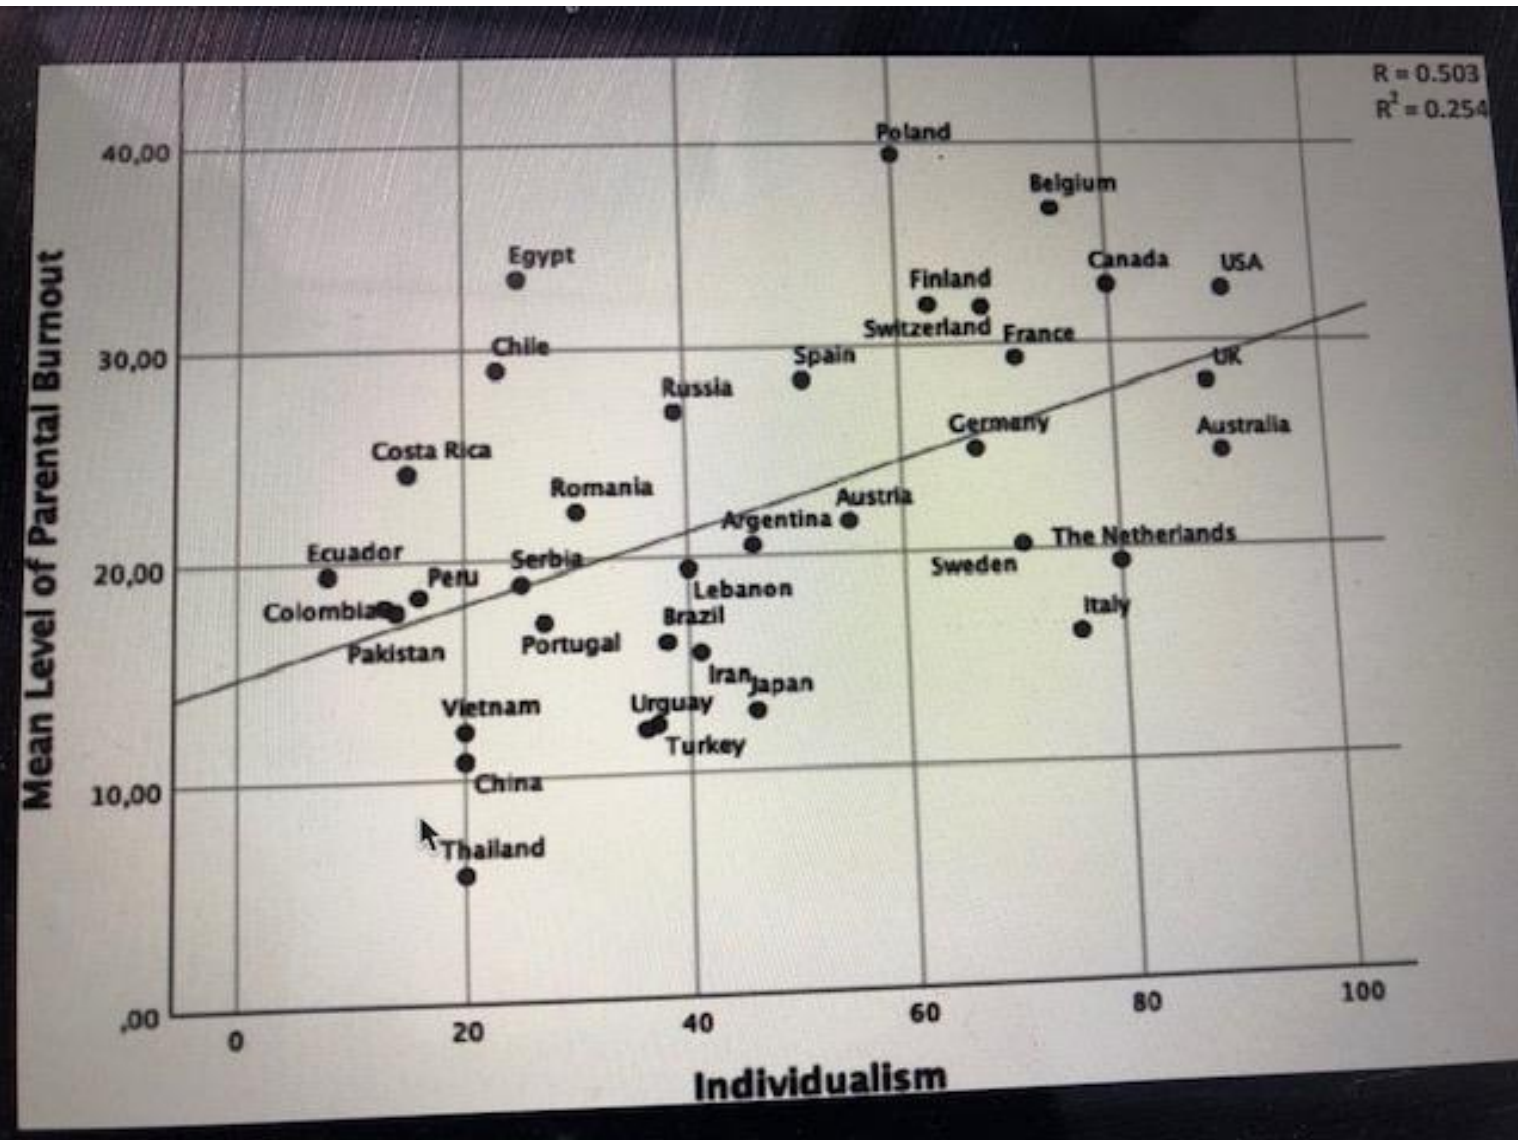 R = 0.503
R² = 0.254
Poland
40,00
Belgium
Egypt
Canada
USA
Finland
Switzerland
France
30,00
Chile
Spain
UK
Russia
Germany
Australia
Costa Rica
Romania
Austria
Argentina
The Netherlands
Ecuador
Serbia
Sweden
20,00
Peru
Lebanon
Colombia
Brazil
Italy
Portugal
Pakistan
Iran
Japan
Vietnam
Urguay
Turkey
China
10,00
Thailand
,00
0
20
40
60
80
100
Mean Level of Parental Burnout
Individualism